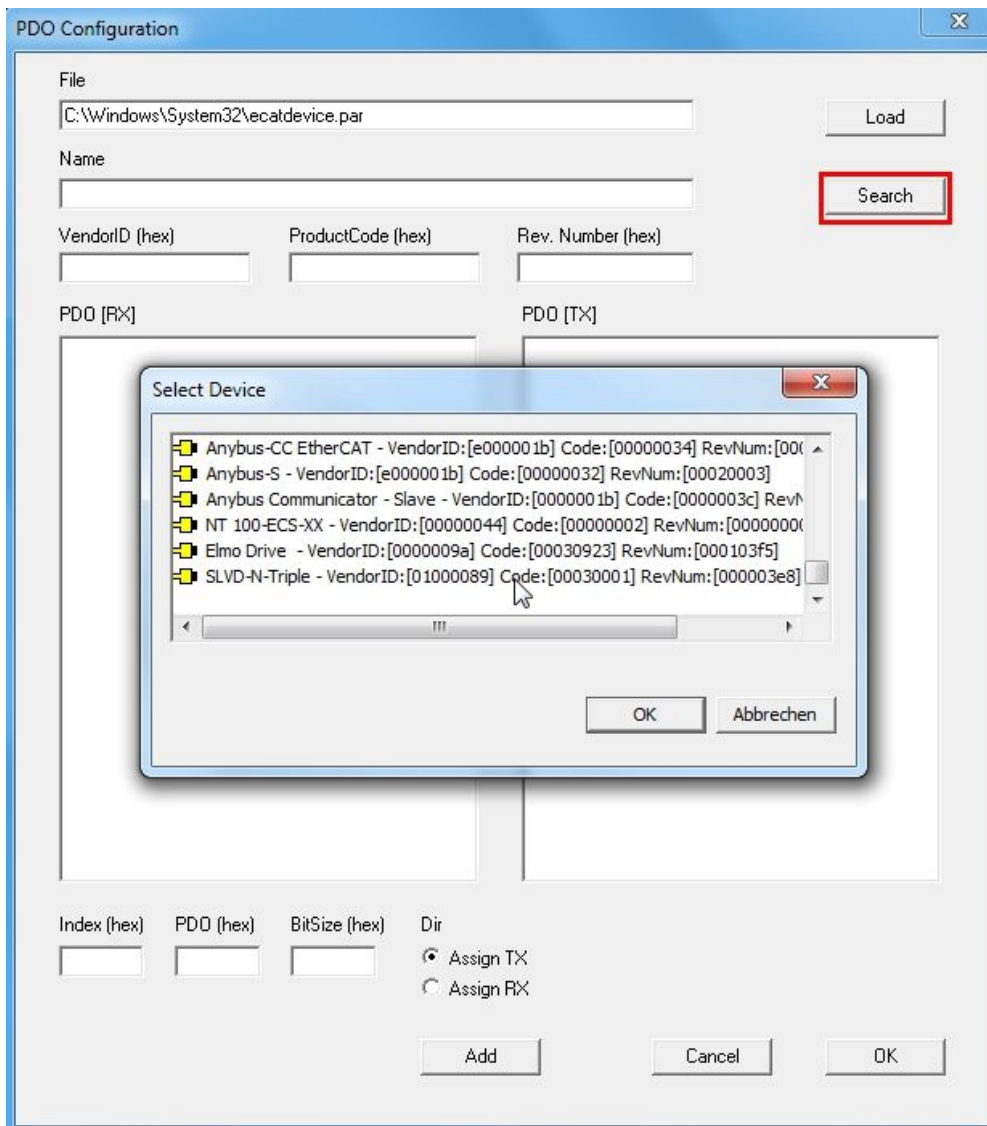 PDO Configuration
File
C:\Windows\System32\ecatdevice.par
Load
Name
Search
VendorID (hex) ProductCode (hex) Rev. Number (hex)
PDO [RX] PDO [TX]
Select Device
Anybus-CC EtherCAT - VendorID:[e000001b] Code:[00000034] RevNum:[00(
Anybus-S - VendorID:[e000001b] Code:[00000032] RevNum:[00020003]
Anybus Communicator - Slave - VendorID:[0000001b] Code:[0000003c] Rev
NT 100-ECS-XX - VendorID:[00000044] Code:[00000002] RevNum:[0000000(
Elmo Drive - VendorID:[0000009a] Code:[00030923] RevNum:[000103f5]
SLVD-N-Triple - VendorID:[01000089] Code:[00030001] RevNum:[000003e8]
OK Abbrechen
Index (hex) PDO (hex) BitSize (hex) Dir
Assign TX
Assign RX
Add Cancel OK